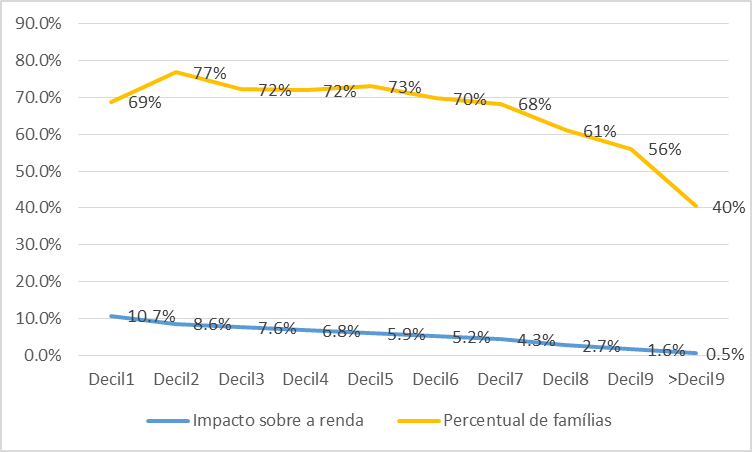 90.0%
80.0%
70.0%
60.0%
50.0%
40.0%
30.0%
20.0%
10.0%
0.0%
69% 77% 72% 72% 73% 70% 68% 61% 56% 40%
10.7% 8.6% 7.6% 6.8% 5.9% 5.2% 4.3% 2.7% 1.6% 0.5%
Decil1 Decil2 Decil3 Decil4 Decil5 Decil6 Decil7 Decil8 Decil9 >Decil9
Impacto sobre a renda Percentual de famílias